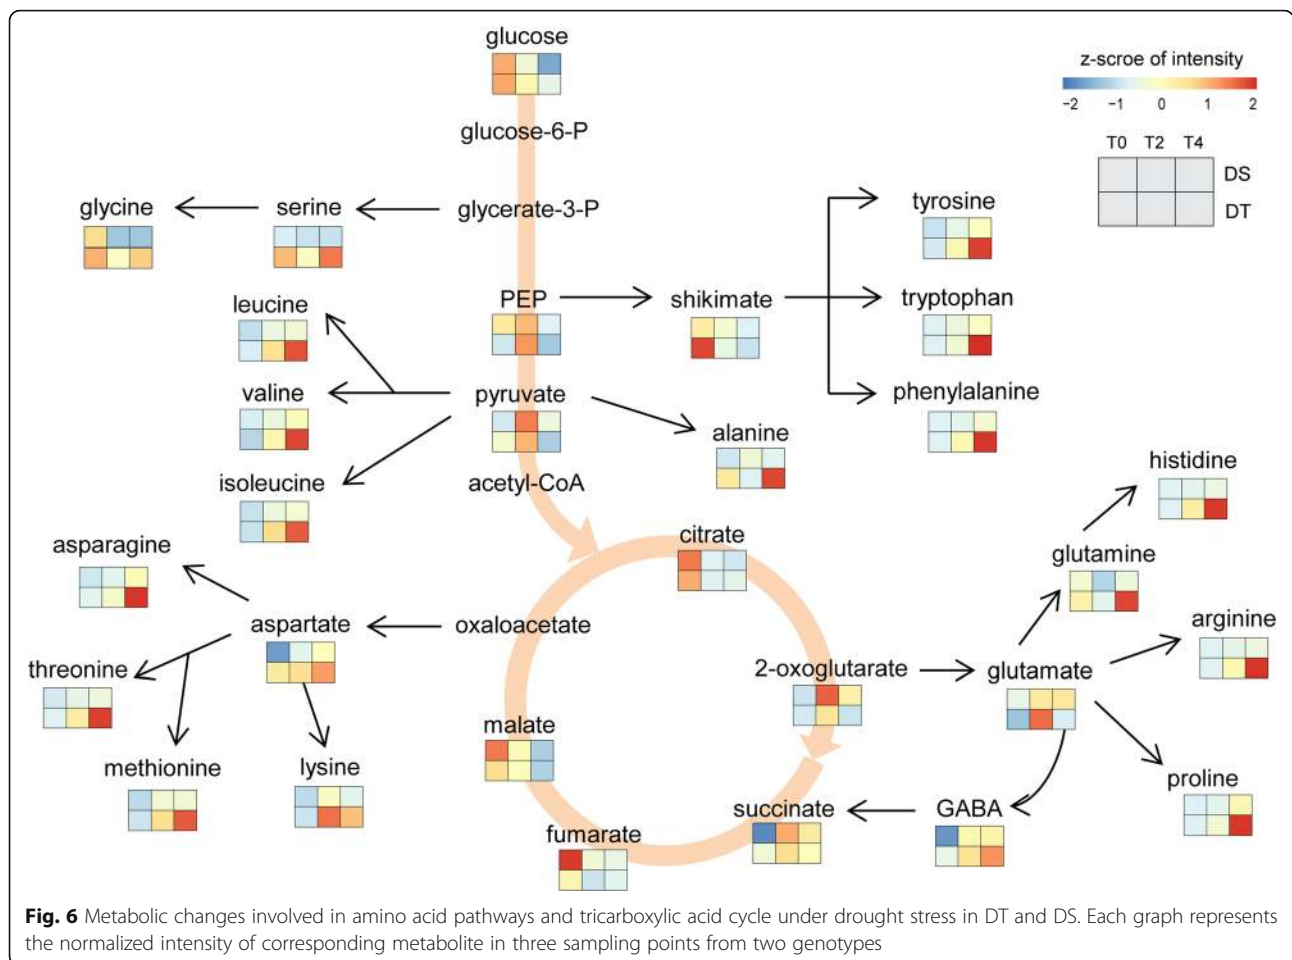 glucose
z-scroe of intensity
−2 −1 0 1 2
glucose-6-P
T0 T2 T4
DS
DT
glycine
serine
glycerate-3-P
tyrosine
leucine
PEP
shikimate
tryptophan
valine
pyruvate
phenylalanine
alanine
isoleucine
acetyl-CoA
histidine
asparagine
citrate
glutamine
aspartate
oxaloacetate
arginine
threonine
2-oxoglutarate
glutamate
malate
methionine
lysine
proline
succinate
GABA
fumarate
Fig. 6 Metabolic changes involved in amino acid pathways and tricarboxylic acid cycle under drought stress in DT and DS. Each graph represents
the normalized intensity of corresponding metabolite in three sampling points from two genotypes